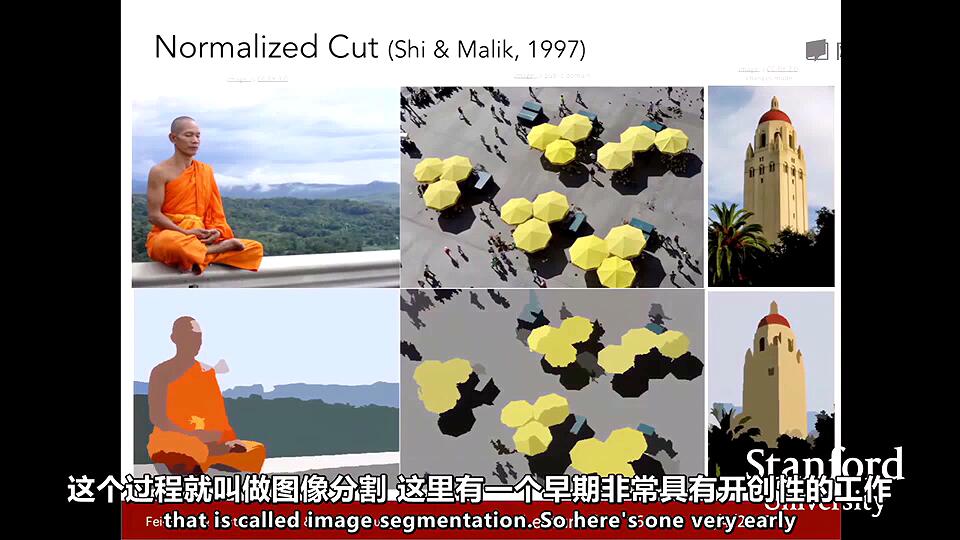 Normalized Cut (Shi & Malik, 1997)
这个过程就叫做图像分割 这里有一个早期非常具有开创性的工作
that is called image segmentation. So here's one very early
Stanford
University